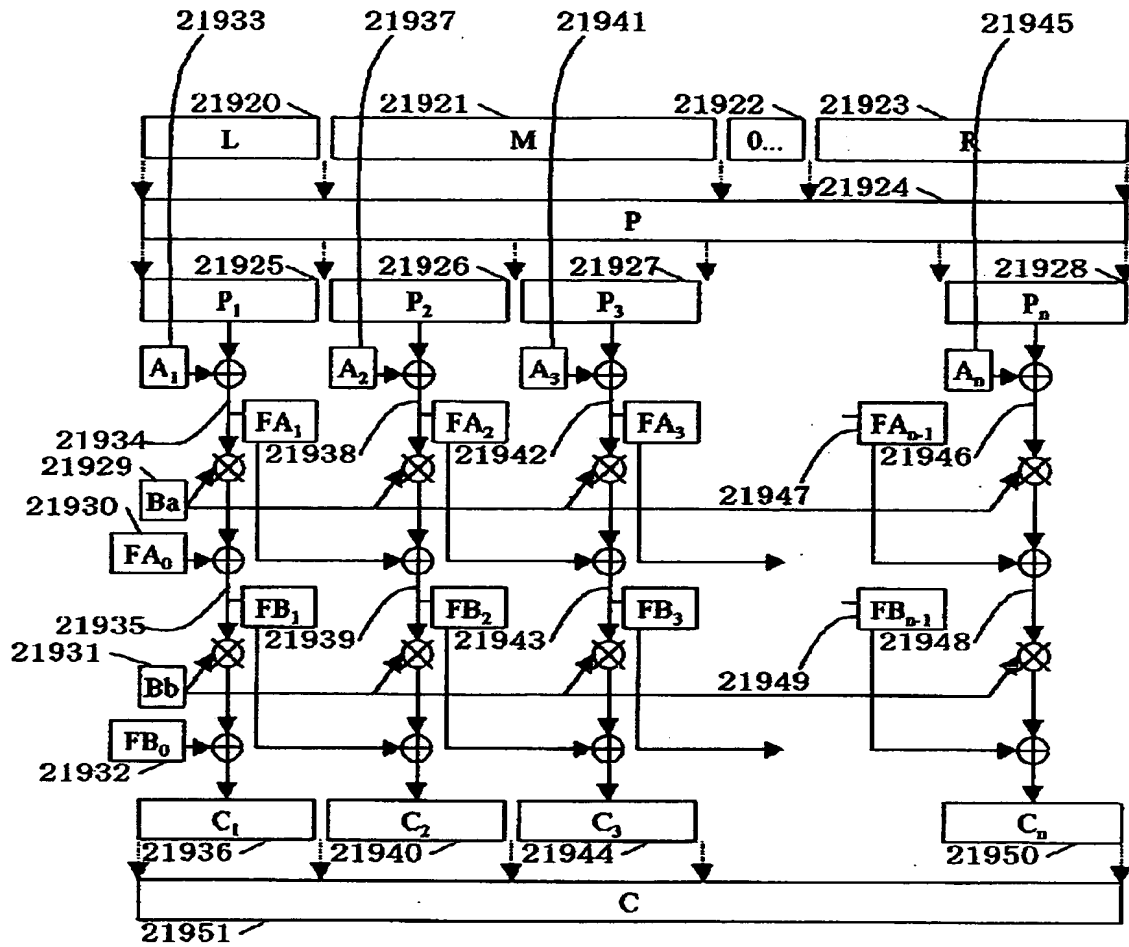 21933 21937 21941 21945
21920 21921 21922 21923
L M 0... R
21924
P
21925 21926 21927 21928
P₁ P₂ P₃ Pₙ
A₁ A₂ A₃ Aₙ
FA₁ FA₂ FA₃ FAₙ₋₁
21934 21938 21942 21946
21929
21947
Ba
21930
FA₀
FB₁ FB₂ FB₃ FBₙ₋₁
21935 21939 21943 21948
21931
21949
Bb
FB₀
21932
C₁ C₂ C₃ Cₙ
21936 21940 21944 21950
C
21951